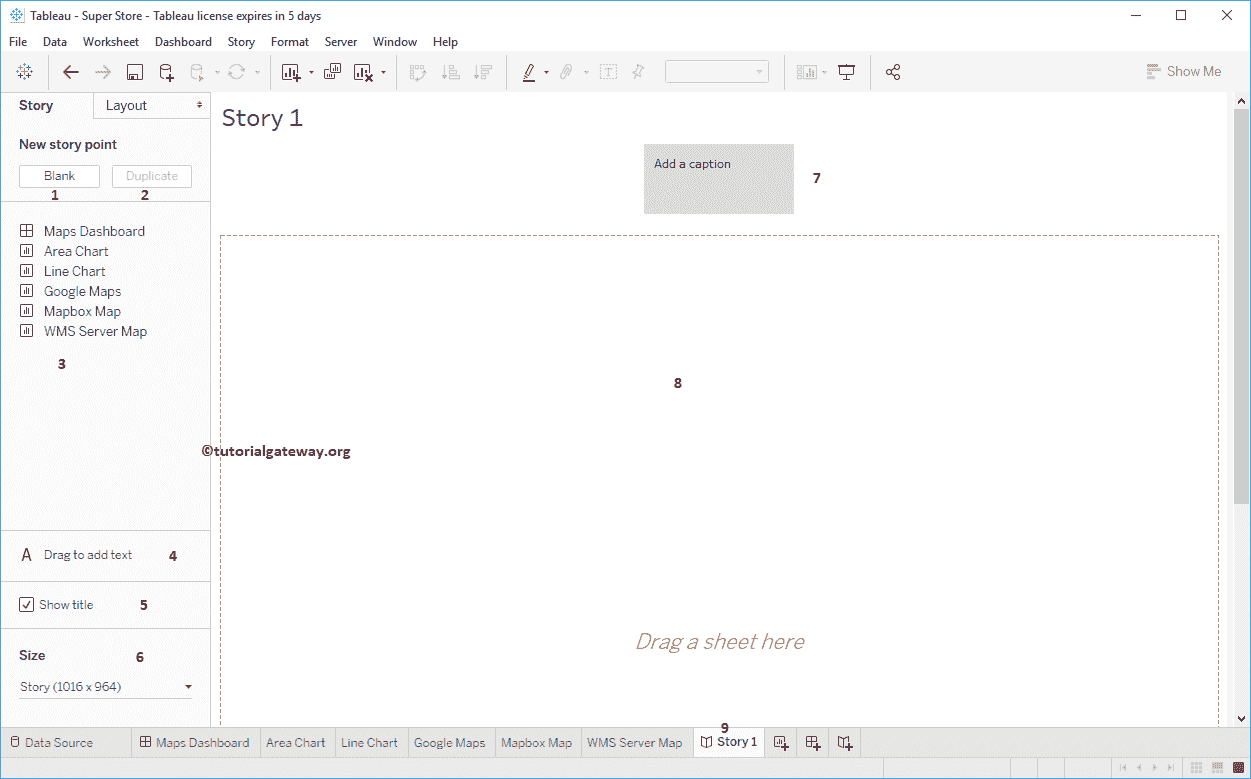 Tableau - Super Store - Tableau license expires in 5 days
File Data Worksheet Dashboard Story Format Server Window Help
Show Me
Story Layout
New story point
Blank Duplicate
1 2
Maps Dashboard
Area Chart
Line Chart
Google Maps
Mapbox Map
WMS Server Map
3
A Drag to add text 4
Show title 5
Size 6
Story (1016 x 964)
Story 1
Add a caption
7
8
©tutorialgateway.org
Drag a sheet here
9
Data Source Maps Dashboard Area Chart Line Chart Google Maps Mapbox Map WMS Server Map Story 1